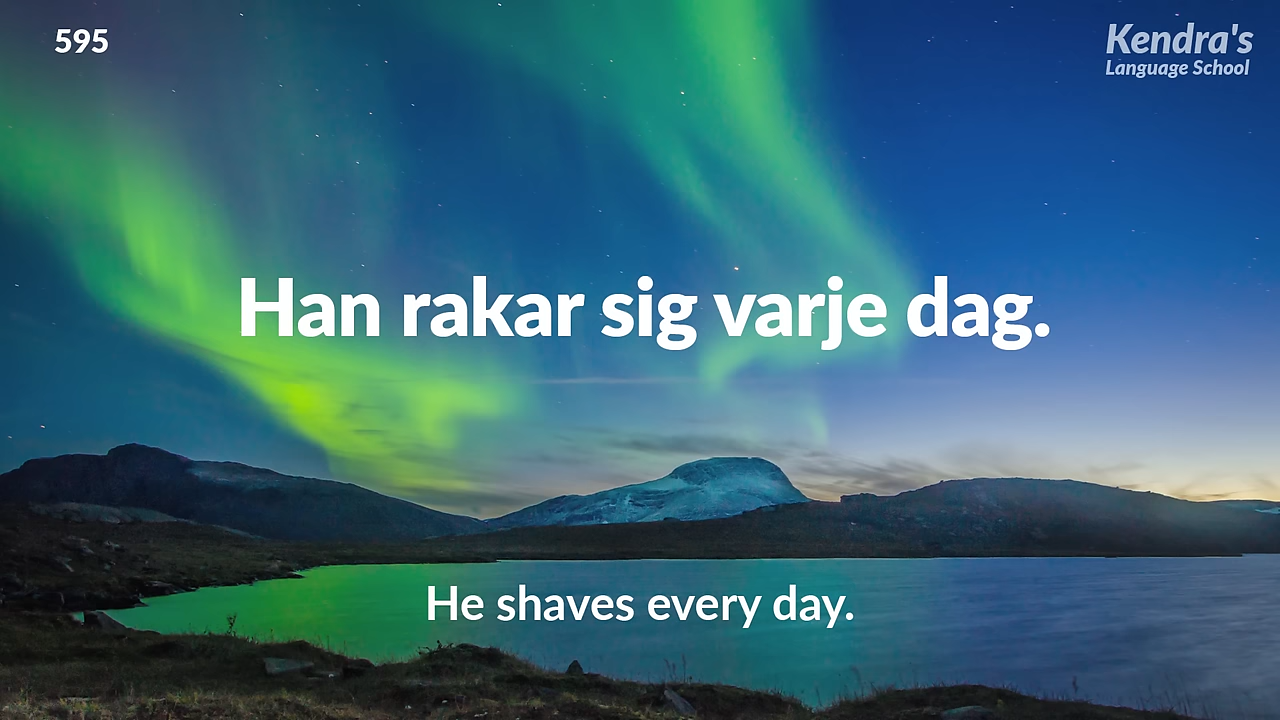 595
Kendra's
Language School
Han rakar sig varje dag.
He shaves every day.